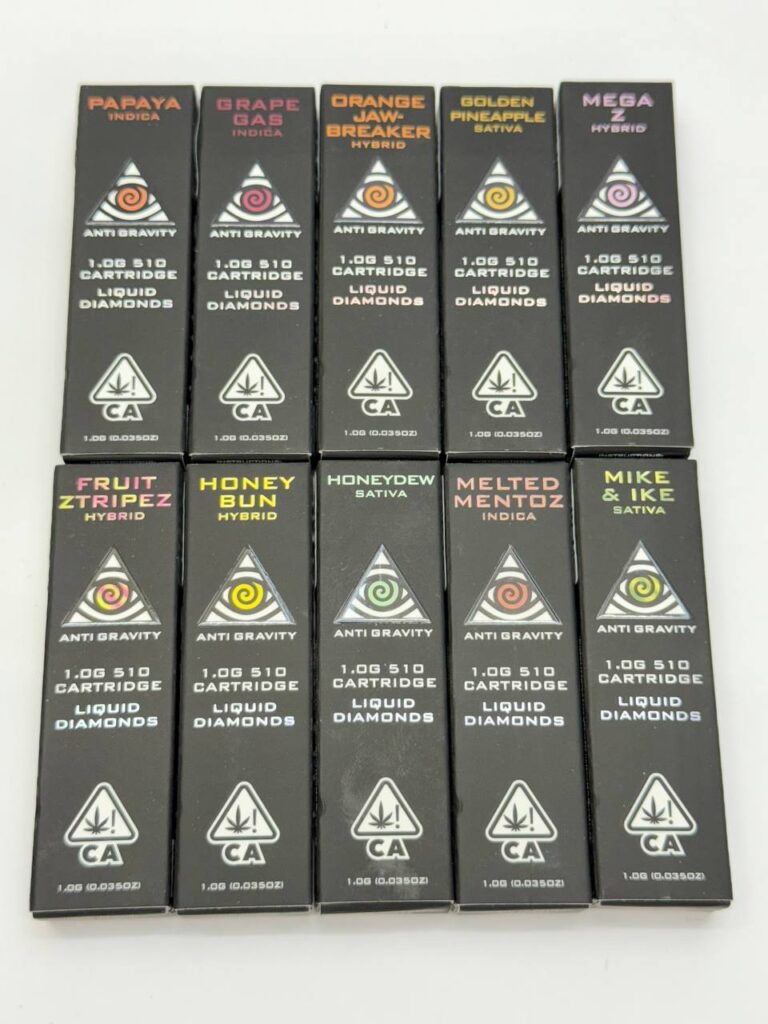 PAPAYA
INDICA
ANTI GRAVITY
1.0G 510
CARTRIDGE
LIQUID
DIAMONDS
CA
1.0G (0.035OZ)
GRAPE
GAS
INDICA
ANTI GRAVITY
1.0G 510
CARTRIDGE
LIQUID
DIAMONDS
CA
1.0G (0.035OZ)
ORANGE
JAW-
BREAKER
HYBRID
ANTI GRAVITY
1.0G 510
CARTRIDGE
LIQUID
DIAMONDS
CA
1.0G (0.035OZ)
GOLDEN
PINEAPPLE
SATIVA
ANTI GRAVITY
1.0G 510
CARTRIDGE
LIQUID
DIAMONDS
CA
1.0G (0.035OZ)
MEGA
Z
HYBRID
ANTI GRAVITY
1.0G 510
CARTRIDGE
LIQUID
DIAMONDS
CA
1.0G (0.035OZ)
FRUIT
ZTRIPEZ
HYBRID
ANTI GRAVITY
1.0G 510
CARTRIDGE
LIQUID
DIAMONDS
CA
1.0G (0.035OZ)
HONEY
BUN
HYBRID
ANTI GRAVITY
1.0G 510
CARTRIDGE
LIQUID
DIAMONDS
CA
1.0G (0.035OZ)
HONEYDEW
SATIVA
ANTI GRAVITY
1.0G 510
CARTRIDGE
LIQUID
DIAMONDS
CA
1.0G (0.035OZ)
MELTED
MENTOZ
INDICA
ANTI GRAVITY
1.0G 510
CARTRIDGE
LIQUID
DIAMONDS
CA
1.0G (0.035OZ)
MIKE
& IKE
SATIVA
ANTI GRAVITY
1.0G 510
CARTRIDGE
LIQUID
DIAMONDS
CA
1.0G (0.035OZ)